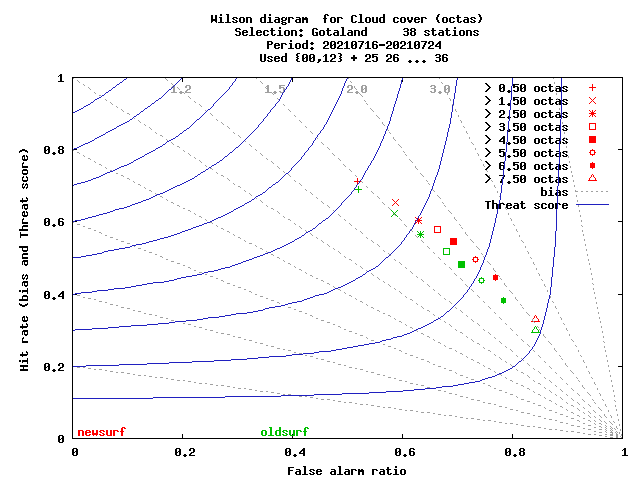 Wilson diagram  for Cloud cover (octas)
Selection: Gotaland     38 stations
Period: 20210716-20210724
Used {00,12} + 25 26 ... 36
1.2 1.5 2.0 3.0
> 0.50 octas
> 1.50 octas
> 2.50 octas
> 3.50 octas
> 4.50 octas
> 5.50 octas
> 6.50 octas
> 7.50 octas
bias
Threat score
Hit rate (bias and Threat score)
1
0.8
0.6
0.4
0.2
0
newsurf oldsurf
0 0.2 0.4 0.6 0.8 1
False alarm ratio